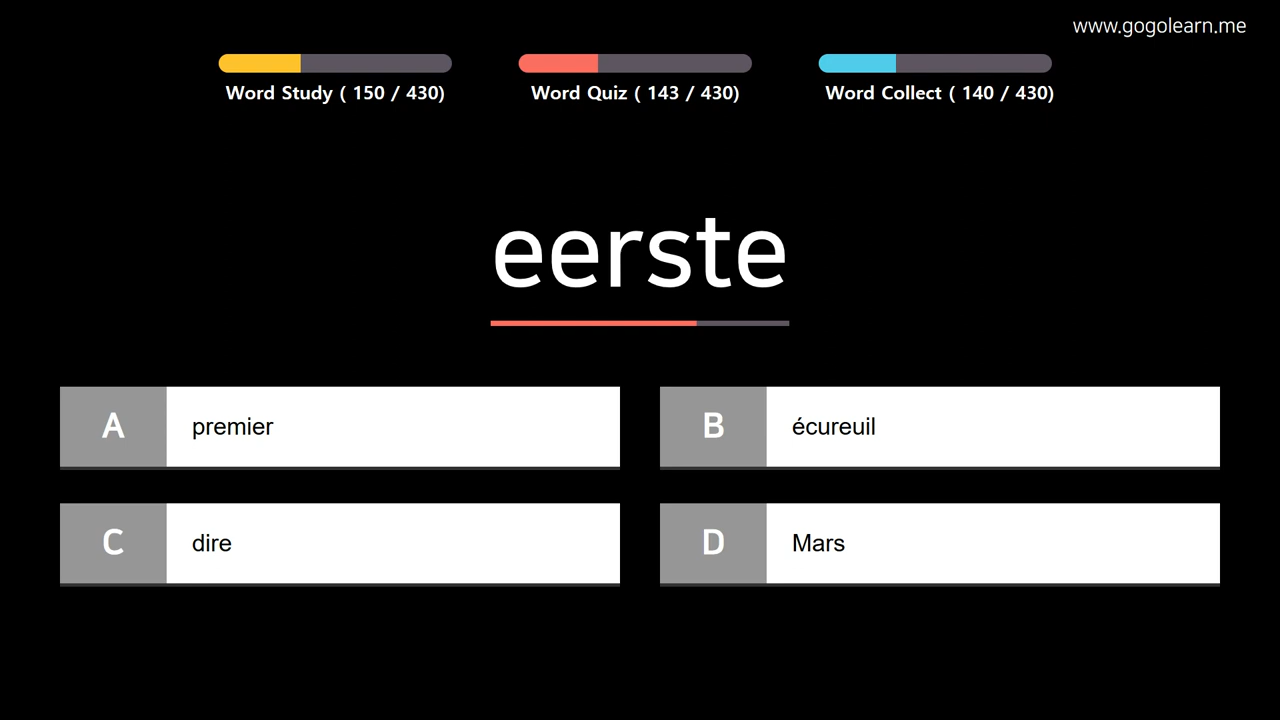 www.gogolearn.me
Word Study ( 150 / 430)
Word Quiz ( 143 / 430)
Word Collect ( 140 / 430)
eerste
A premier
B écureuil
C dire
D Mars